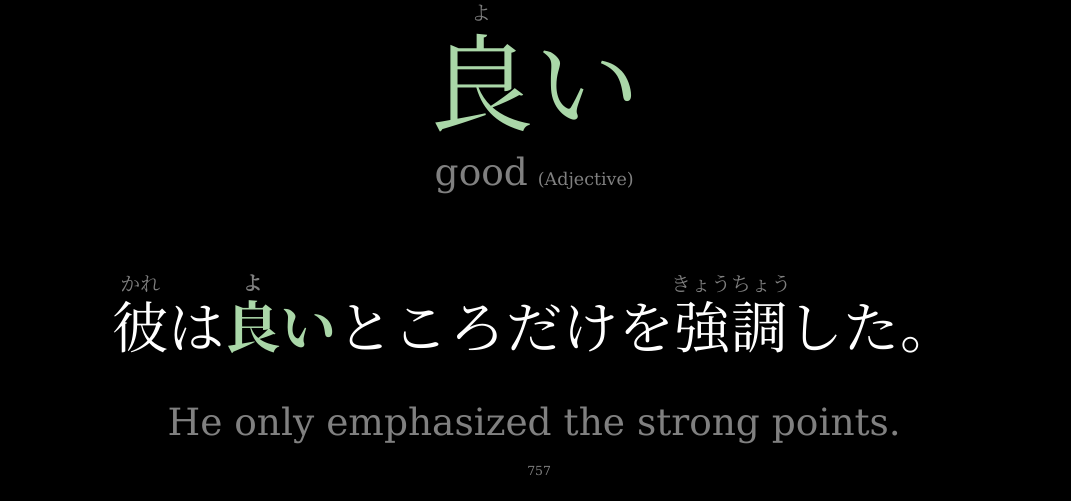 よ
良い
good (Adjective)
かれ よ きょうちょう
彼は良いところだけを強調した。
He only emphasized the strong points.
757